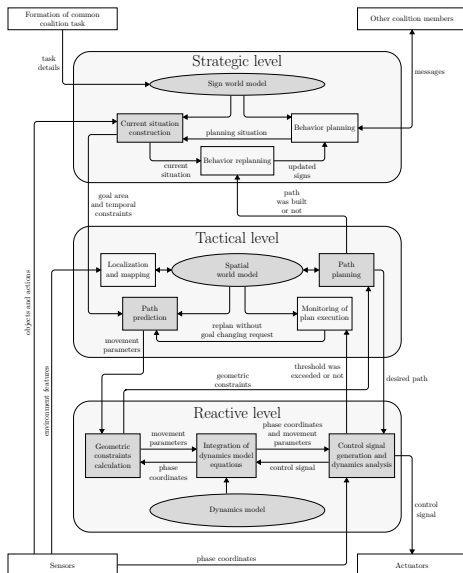 Formation of common
coalition task
Other coalition members
task
details
messages
Strategic level
Sign world model
Current situation
construction
planning situation
Behavior planning
current
situation
Behavior replanning
updated
signs
goal area
and temporal
constraints
path
was built
or not
Tactical level
Localization
and mapping
Spatial
world model
Path
planning
Path
prediction
replan without
goal changing request
Monitoring of
plan execution
objects and actions
environment features
movement
parameters
geometric
constraints
threshold was
exceeded or not
desired path
Reactive level
Geometric
constraints
calculation
movement
parameters
phase
coordinates
Integration of
dynamics model
equations
phase coordinates
and movement
parameters
control signal
Control signal
generation and
dynamics analysis
Dynamics model
control
signal
Sensors
phase coordinates
Actuators